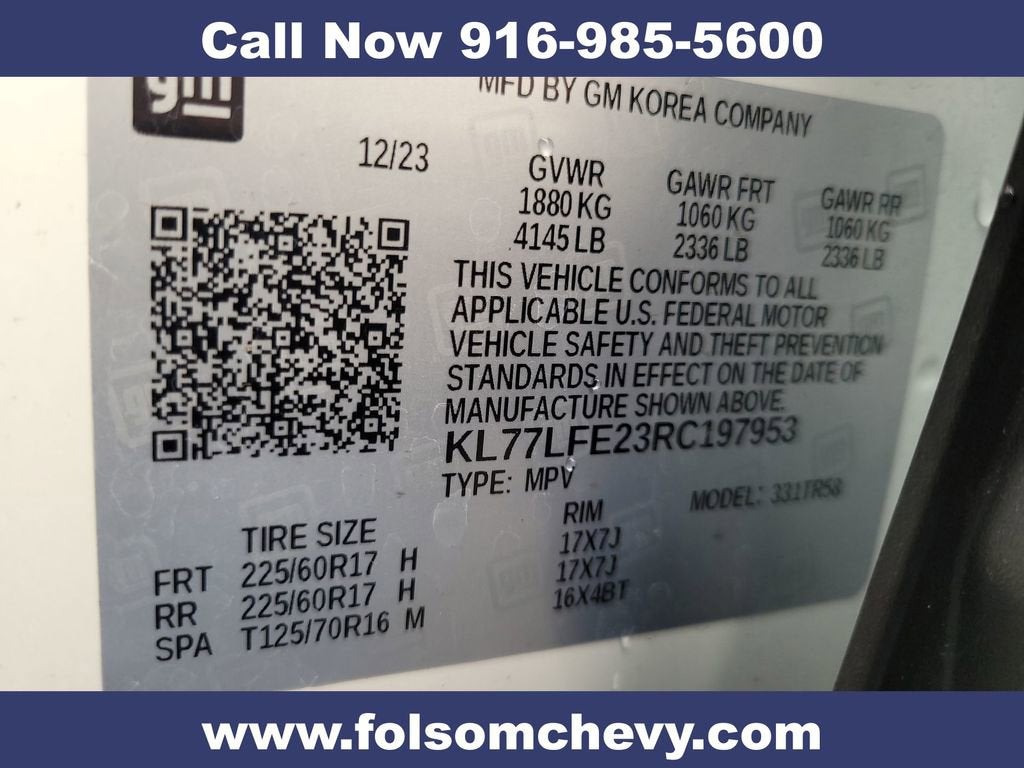 Call Now 916-985-5600
gm
MFD BY GM KOREA COMPANY
12/23
GVWR GAWR FRT GAWR RR
1880 KG 1060 KG 1060 KG
4145 LB 2336 LB 2336 LB
THIS VEHICLE CONFORMS TO ALL
APPLICABLE U.S. FEDERAL MOTOR
VEHICLE SAFETY AND THEFT PREVENTION
STANDARDS IN EFFECT ON THE DATE OF
MANUFACTURE SHOWN ABOVE.
KL77LFE23RC197953
TYPE: MPV MODEL: 331TR58
TIRE SIZE RIM
FRT 225/60R17 H 17X7J
RR 225/60R17 H 17X7J
SPA T125/70R16 M 16X4BT
www.folsomchevy.com